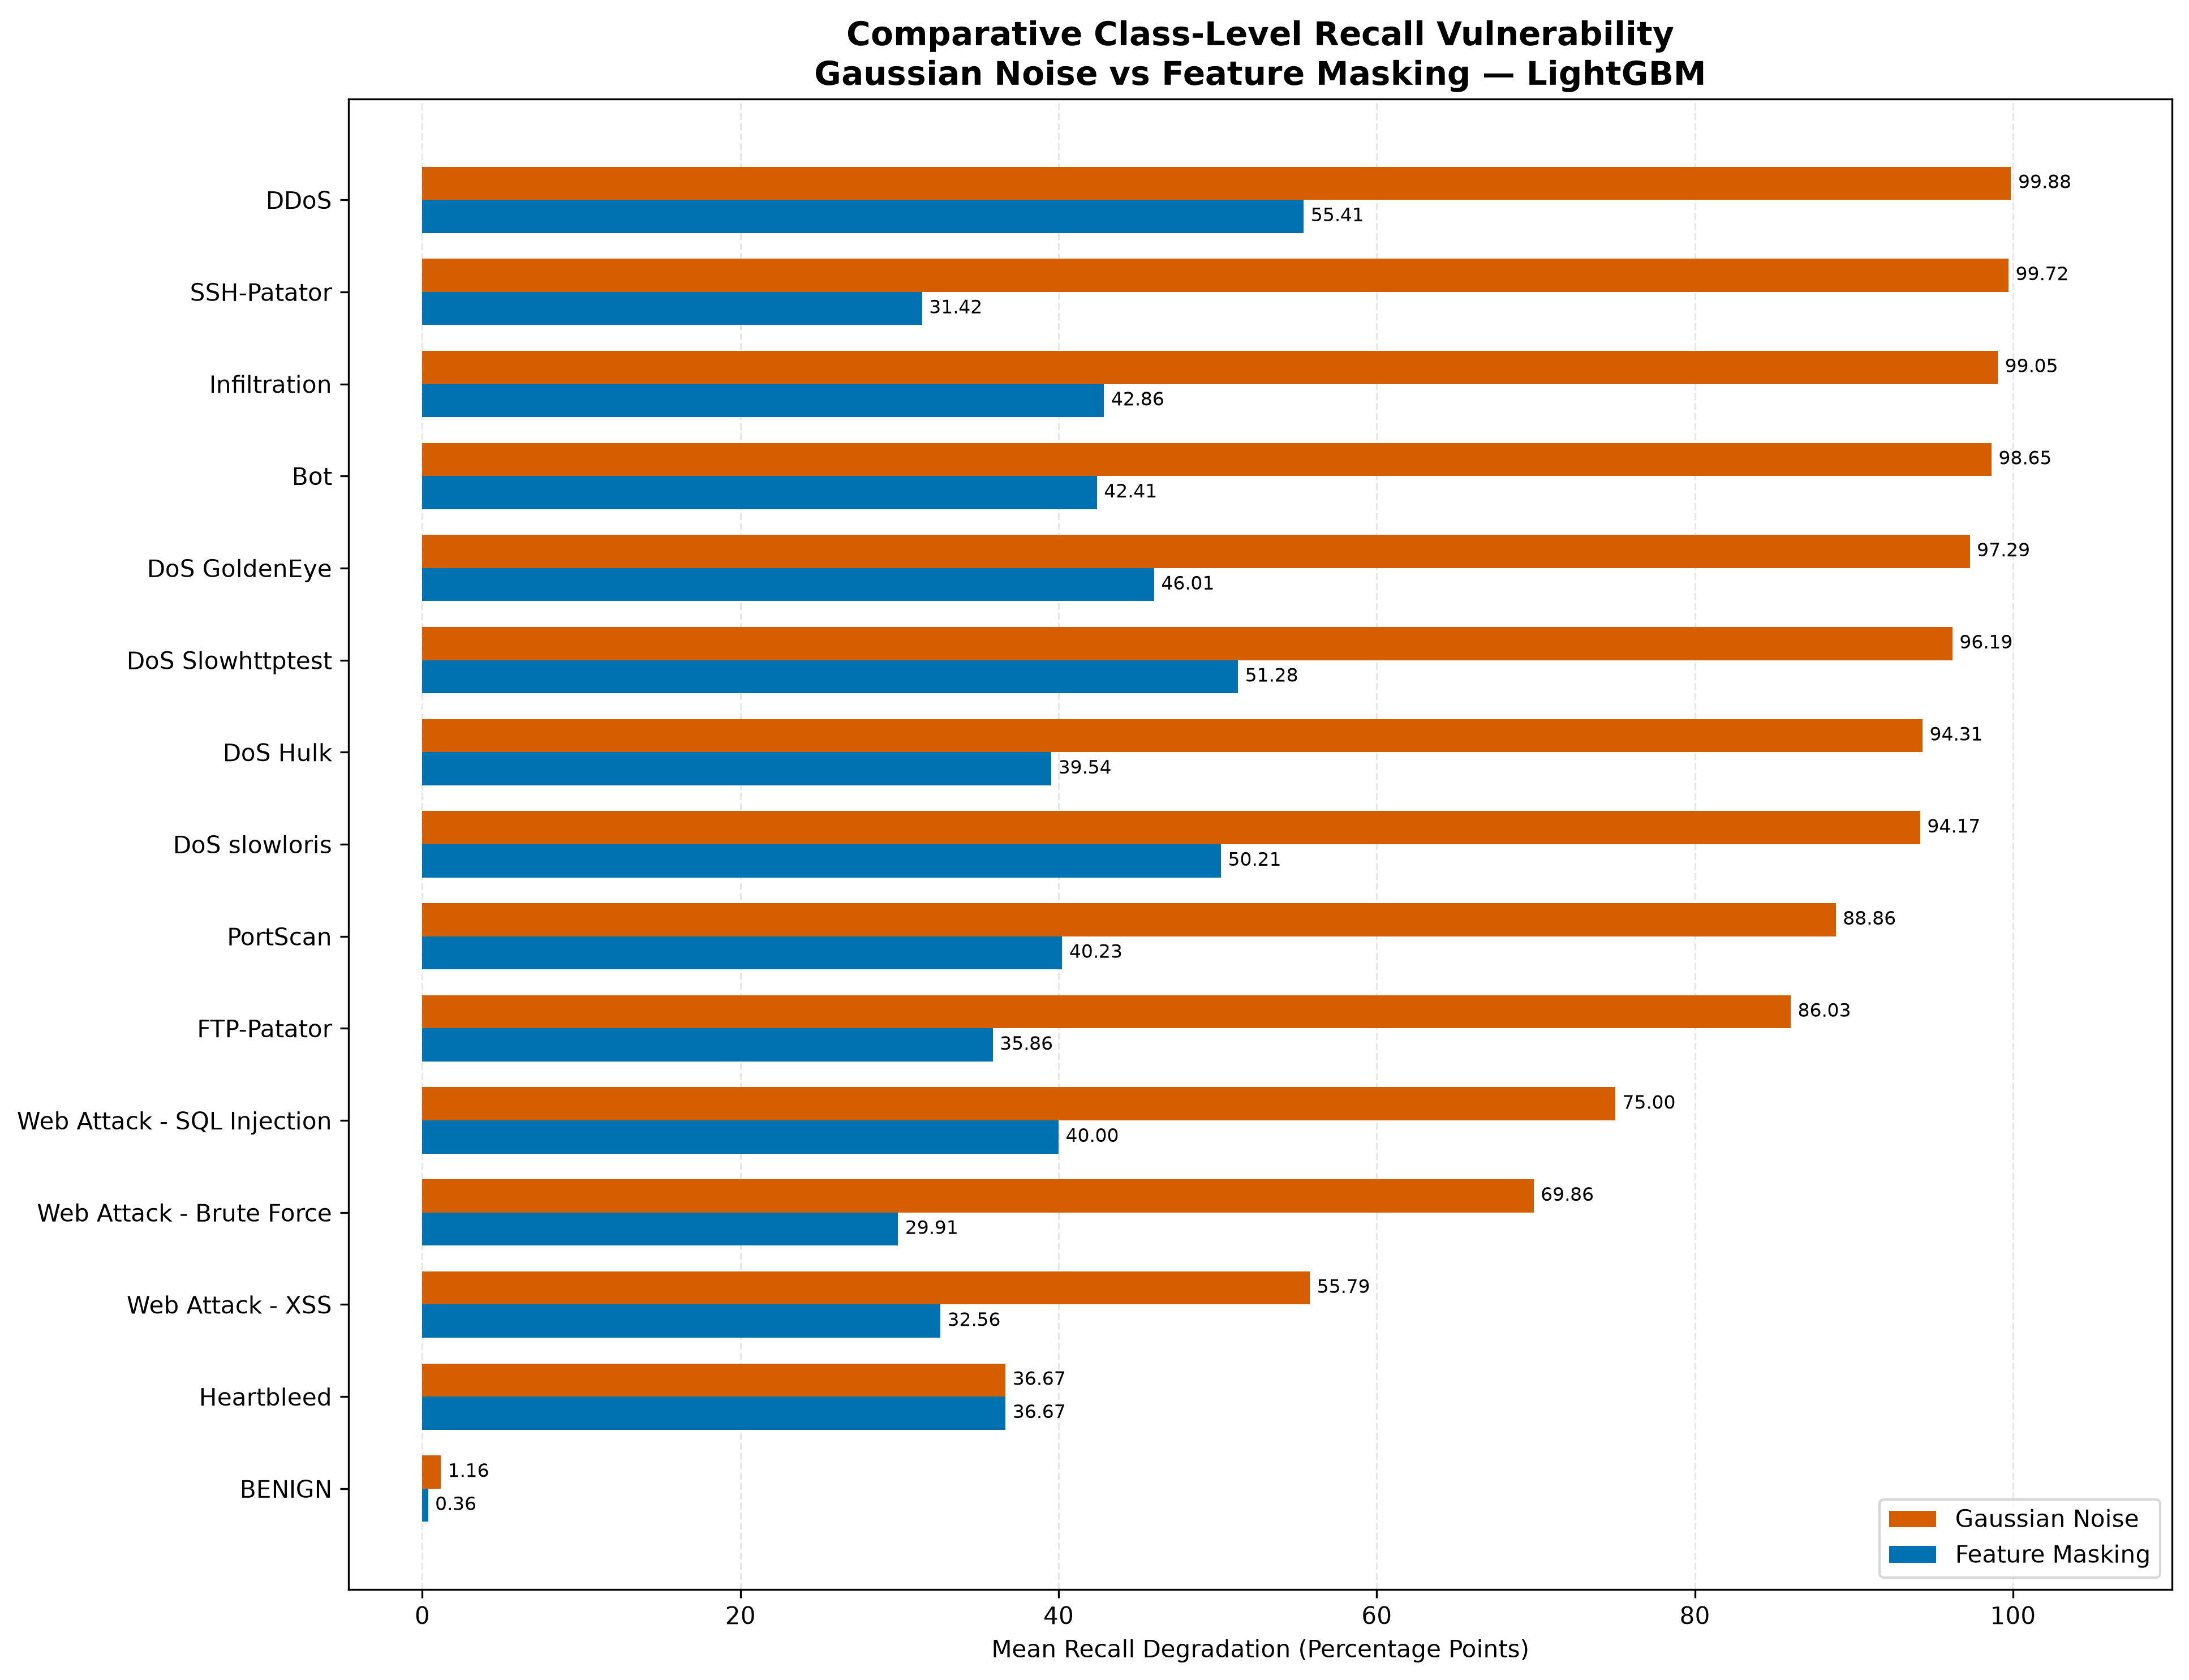 Comparative Class-Level Recall Vulnerability
Gaussian Noise vs Feature Masking — LightGBM
DDoS
99.88
55.41
SSH-Patator
99.72
31.42
Infiltration
99.05
42.86
Bot
98.65
42.41
DoS GoldenEye
97.29
46.01
DoS Slowhttptest
96.19
51.28
DoS Hulk
94.31
39.54
DoS slowloris
94.17
50.21
PortScan
88.86
40.23
FTP-Patator
86.03
35.86
Web Attack - SQL Injection
75.00
40.00
Web Attack - Brute Force
69.86
29.91
Web Attack - XSS
55.79
32.56
Heartbleed
36.67
36.67
BENIGN
1.16
0.36
Gaussian Noise
Feature Masking
0 20 40 60 80 100
Mean Recall Degradation (Percentage Points)